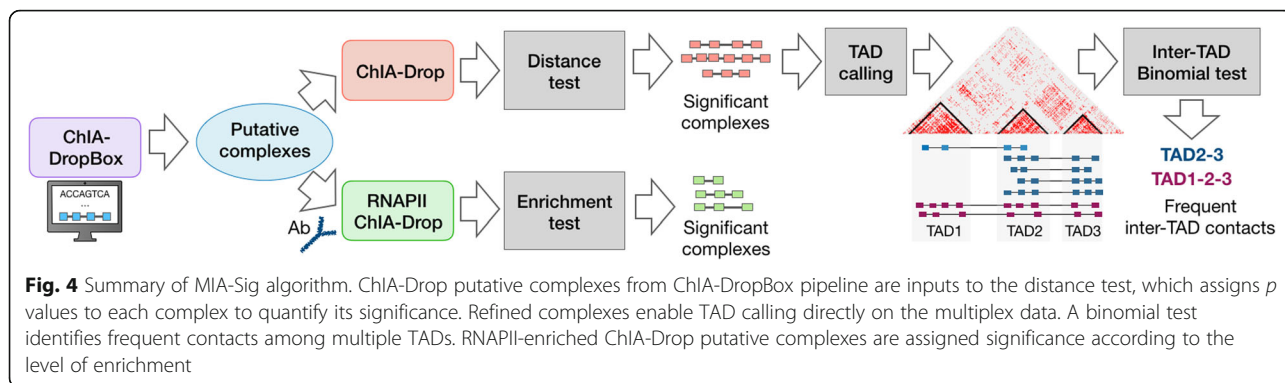 ChIA-Drop
Distance
test
Significant
complexes
TAD
calling
Inter-TAD
Binomial test
ChIA-
DropBox
ACCAGTCA
...
Putative
complexes
Ab
RNAPII
ChIA-Drop
Enrichment
test
Significant
complexes
TAD1
TAD2
TAD3
TAD2-3
TAD1-2-3
Frequent
inter-TAD contacts
Fig. 4 Summary of MIA-Sig algorithm. ChIA-Drop putative complexes from ChIA-DropBox pipeline are inputs to the distance test, which assigns p
values to each complex to quantify its significance. Refined complexes enable TAD calling directly on the multiplex data. A binomial test
identifies frequent contacts among multiple TADs. RNAPII-enriched ChIA-Drop putative complexes are assigned significance according to the
level of enrichment